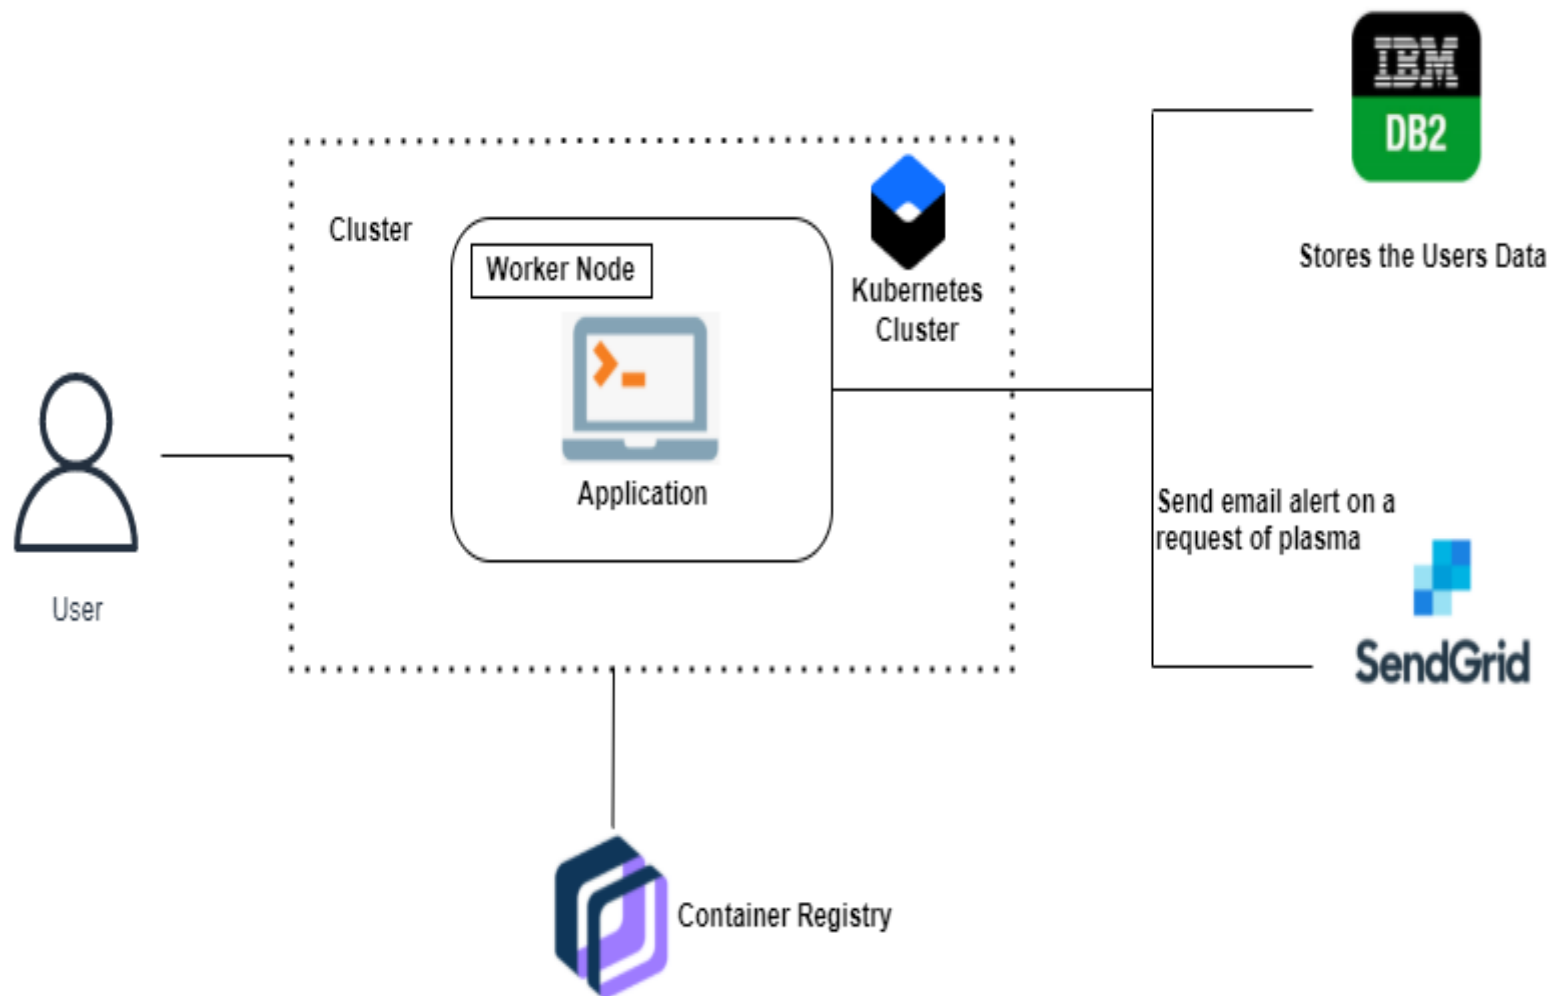 IBM
DB2
Stores the Users Data
Cluster
Worker Node
Kubernetes
Cluster
Application
User
Send email alert on a
request of plasma
SendGrid
Container Registry